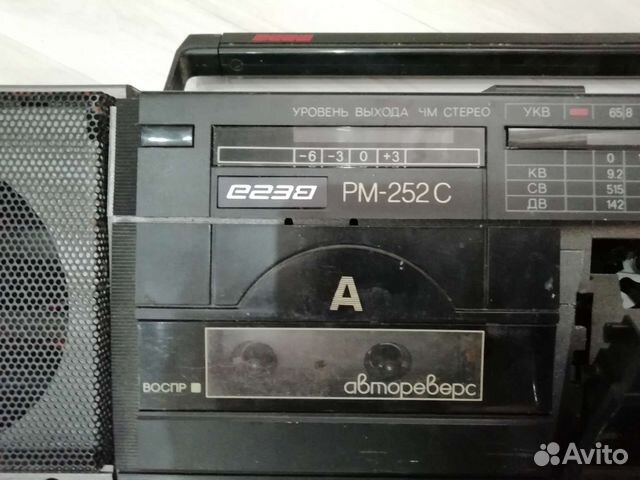 УРОВЕНЬ ВЫХОДА ЧМ СТЕРЕО
УКВ 65,8
-6 -3 0 +3
0
КВ 9.2
СВ 515
ДВ 142
ВЕГА РМ-252С
А
ВОСПР
автореверс
Avito